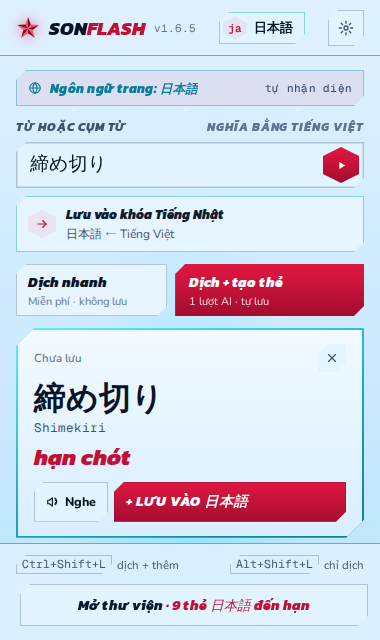 SONFLASH v1.6.5 ja 日本語
Ngôn ngữ trang: 日本語 tự nhận diện
TỪ HOẶC CỤM TỪ NGHĨA BẰNG TIẾNG VIỆT
締め切り
Lưu vào khóa Tiếng Nhật
日本語 ← Tiếng Việt
Dịch nhanh
Miễn phí · không lưu
Dịch + tạo thẻ
1 lượt AI · tự lưu
Chưa lưu
締め切り
Shimekiri
hạn chót
Nghe
+ LƯU VÀO 日本語
Ctrl+Shift+L dịch + thêm Alt+Shift+L chỉ dịch
Mở thư viện · 9 thẻ 日本語 đến hạn